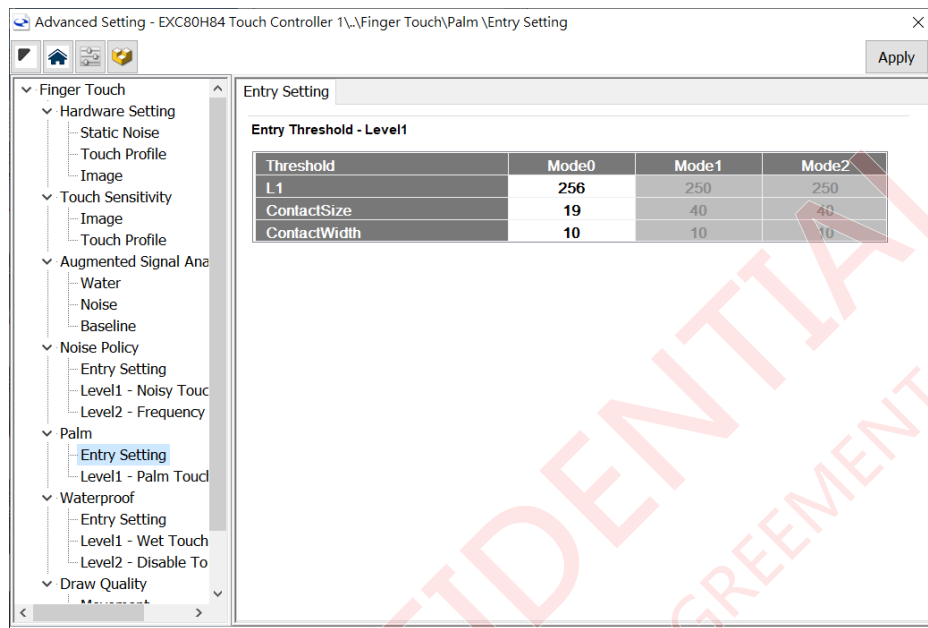 Advanced Setting - EXC80H84 Touch Controller 1\..\Finger Touch\Palm \Entry Setting
Apply
Finger Touch
Hardware Setting
Static Noise
Touch Profile
Image
Touch Sensitivity
Image
Touch Profile
Augmented Signal Ana
Water
Noise
Baseline
Noise Policy
Entry Setting
Level1 - Noisy Touc
Level2 - Frequency
Palm
Entry Setting
Level1 - Palm Touch
Waterproof
Entry Setting
Level1 - Wet Touch
Level2 - Disable To
Draw Quality
Entry Setting
Entry Threshold - Level1
Threshold Mode0 Mode1 Mode2
L1 256 250 250
ContactSize 19 40 40
ContactWidth 10 10 10
FIDENTIAL
GREEMENT